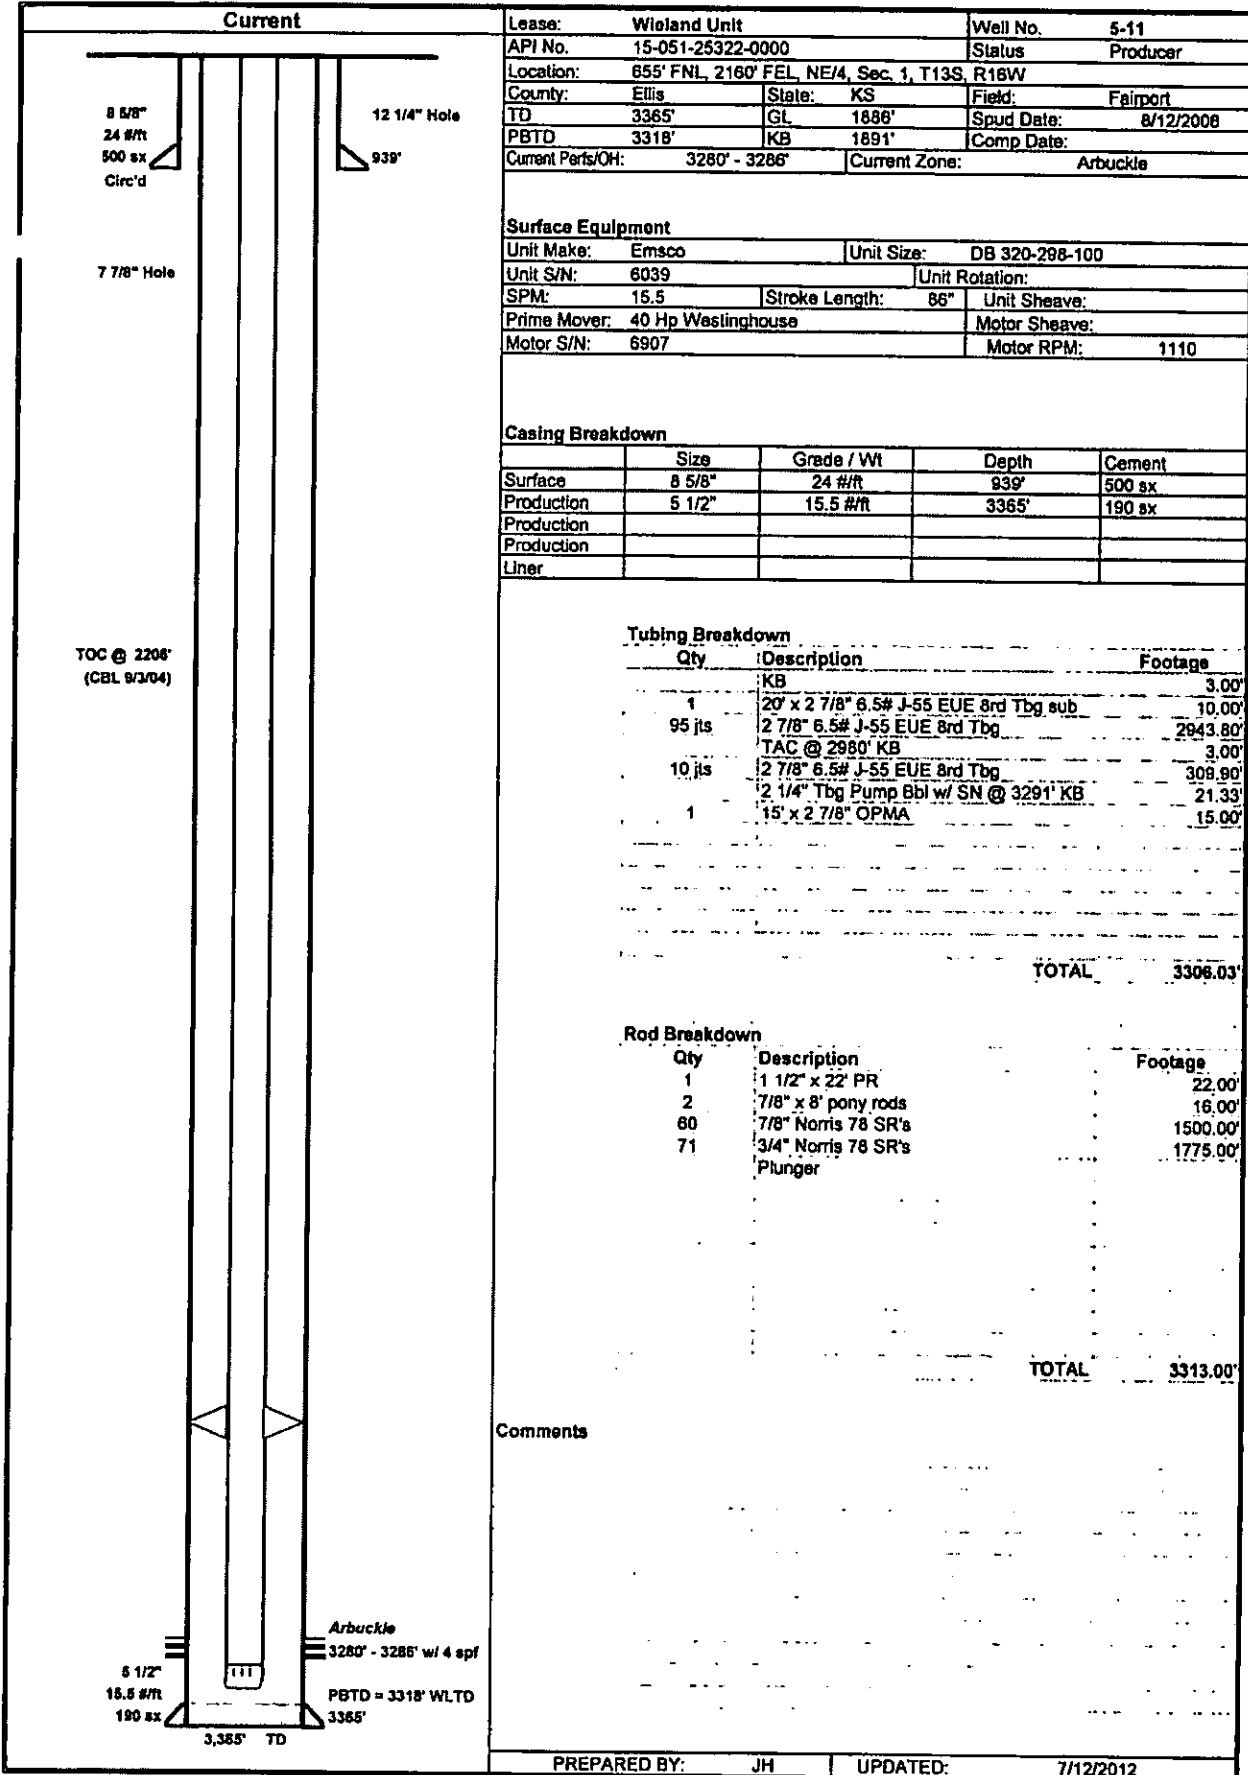 Current
8 5/8"
24 #/ft
500 sx
Circ'd
12 1/4" Hole
939'
7 7/8" Hole
TOC @ 2206'
(CBL 9/3/04)
Arbuckle
3280' - 3286' w/ 4 spf
5 1/2"
15.5 #/ft
190 sx
PBTD = 3318' WLTD
3365'
3,365' TD
Lease: Wieland Unit Well No. 5-11
API No. 15-051-25322-0000 Status Producer
Location: 655' FNL, 2160' FEL, NE/4, Sec. 1, T13S, R16W
County: Ellis State: KS Field: Fairport
TD 3365' GL 1886' Spud Date: 8/12/2006
PBTD 3318' KB 1891' Comp Date:
Current Perfs/OH: 3280' - 3286' Current Zone: Arbuckle
Surface Equipment
Unit Make: Emsco Unit Size: DB 320-298-100
Unit S/N: 6039 Unit Rotation:
SPM: 15.5 Stroke Length: 86" Unit Sheave:
Prime Mover: 40 Hp Westinghouse Motor Sheave:
Motor S/N: 6907 Motor RPM: 1110
Casing Breakdown
Size Grade / Wt Depth Cement
Surface 8 5/8" 24 #/ft 939' 500 sx
Production 5 1/2" 15.5 #/ft 3365' 190 sx
Production
Production
Liner
Tubing Breakdown
Qty Description Footage
KB 3.00'
1 20' x 2 7/8" 6.5# J-55 EUE 8rd Tbg sub 10.00'
95 jts 2 7/8" 6.5# J-55 EUE 8rd Tbg 2943.80'
TAC @ 2980' KB 3.00'
10 jts 2 7/8" 6.5# J-55 EUE 8rd Tbg 309.90'
2 1/4" Tbg Pump Bbl w/ SN @ 3291' KB 21.33'
1 15' x 2 7/8" OPMA 15.00'
TOTAL 3306.03'
Rod Breakdown
Qty Description Footage
1 1 1/2" x 22' PR 22.00'
2 7/8" x 8' pony rods 16.00'
60 7/8" Norris 78 SR's 1500.00'
71 3/4" Norris 78 SR's 1775.00'
Plunger
TOTAL 3313.00'
Comments
PREPARED BY: JH UPDATED: 7/12/2012